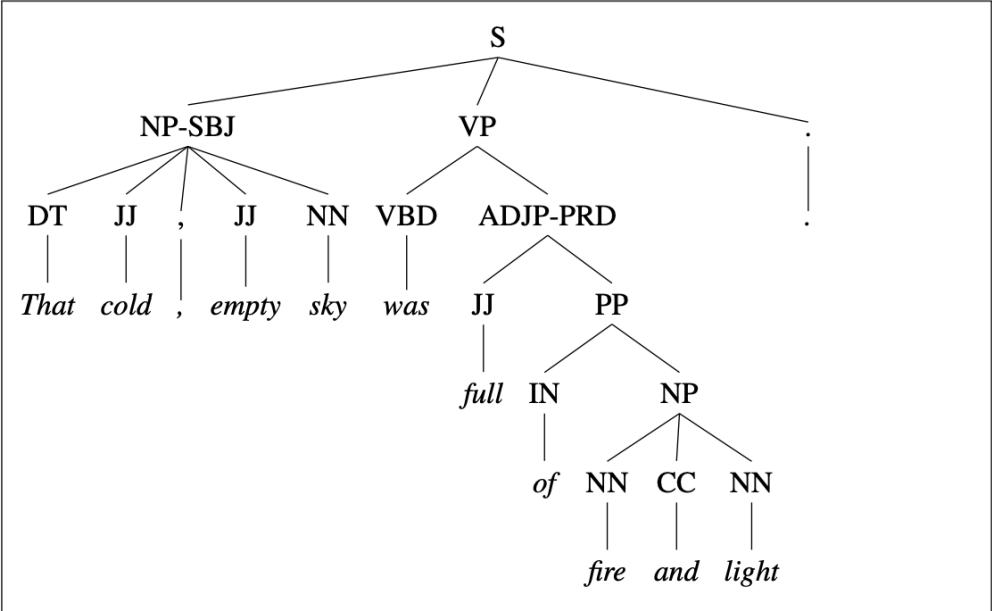 S
NP-SBJ VP .
DT JJ , JJ NN VBD ADJP-PRD .
That cold , empty sky was JJ PP
full IN NP
of NN CC NN
fire and light